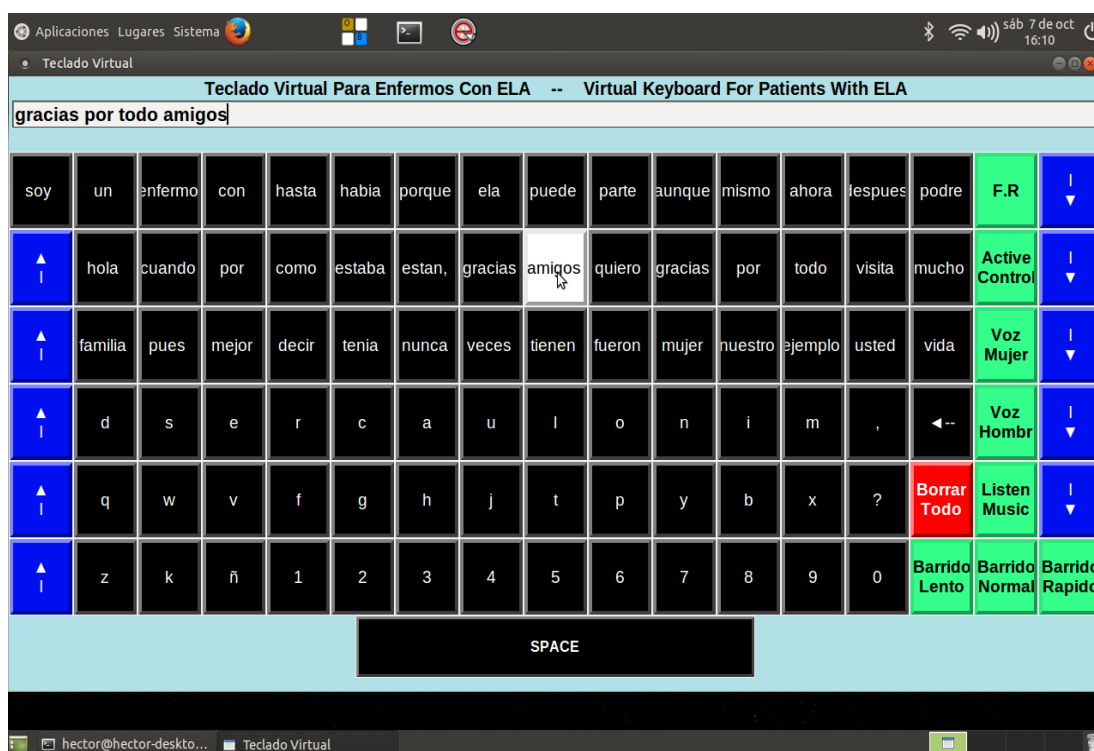 Aplicaciones Lugares Sistema
sáb 7 de oct
16:10
Teclado Virtual
Teclado Virtual Para Enfermos Con ELA -- Virtual Keyboard For Patients With ELA
gracias por todo amigos
soy un enfermo con hasta habia porque ela puede parte aunque mismo ahora despues podre F.R
hola cuando por como estaba estan, gracias amigos quiero gracias por todo visita mucho Active Control
familia pues mejor decir tenia nunca veces tienen fueron mujer nuestro ejemplo usted vida Voz Mujer
d s e r c a u l o n i m , ◄-- Voz Hombr
q w v f g h j t p y b x ? Borrar Todo Listen Music
z k ñ 1 2 3 4 5 6 7 8 9 0 Barrido Lento Barrido Normal Barrido Rapido
SPACE
hector@hector-deskto... Teclado Virtual